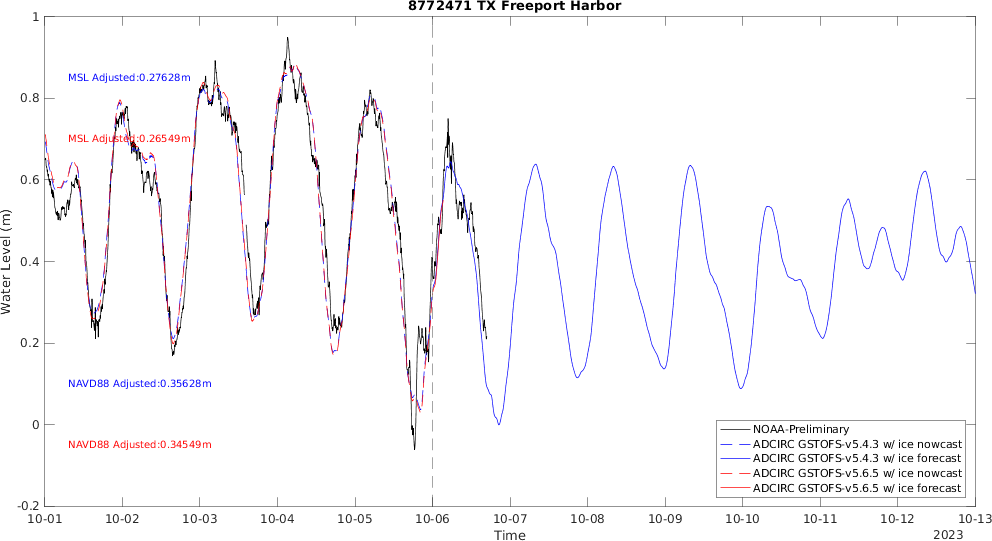 8772471 TX Freeport Harbor
1
0.8
0.6
0.4
0.2
0
-0.2
Water Level (m)
MSL Adjusted:0.27628m
MSL Adjusted:0.26549m
NAVD88 Adjusted:0.35628m
NAVD88 Adjusted:0.34549m
NOAA-Preliminary
ADCIRC GSTOFS-v5.4.3 w/ ice nowcast
ADCIRC GSTOFS-v5.4.3 w/ ice forecast
ADCIRC GSTOFS-v5.6.5 w/ ice nowcast
ADCIRC GSTOFS-v5.6.5 w/ ice forecast
10-01 10-02 10-03 10-04 10-05 10-06 10-07 10-08 10-09 10-10 10-11 10-12 10-13
Time
2023